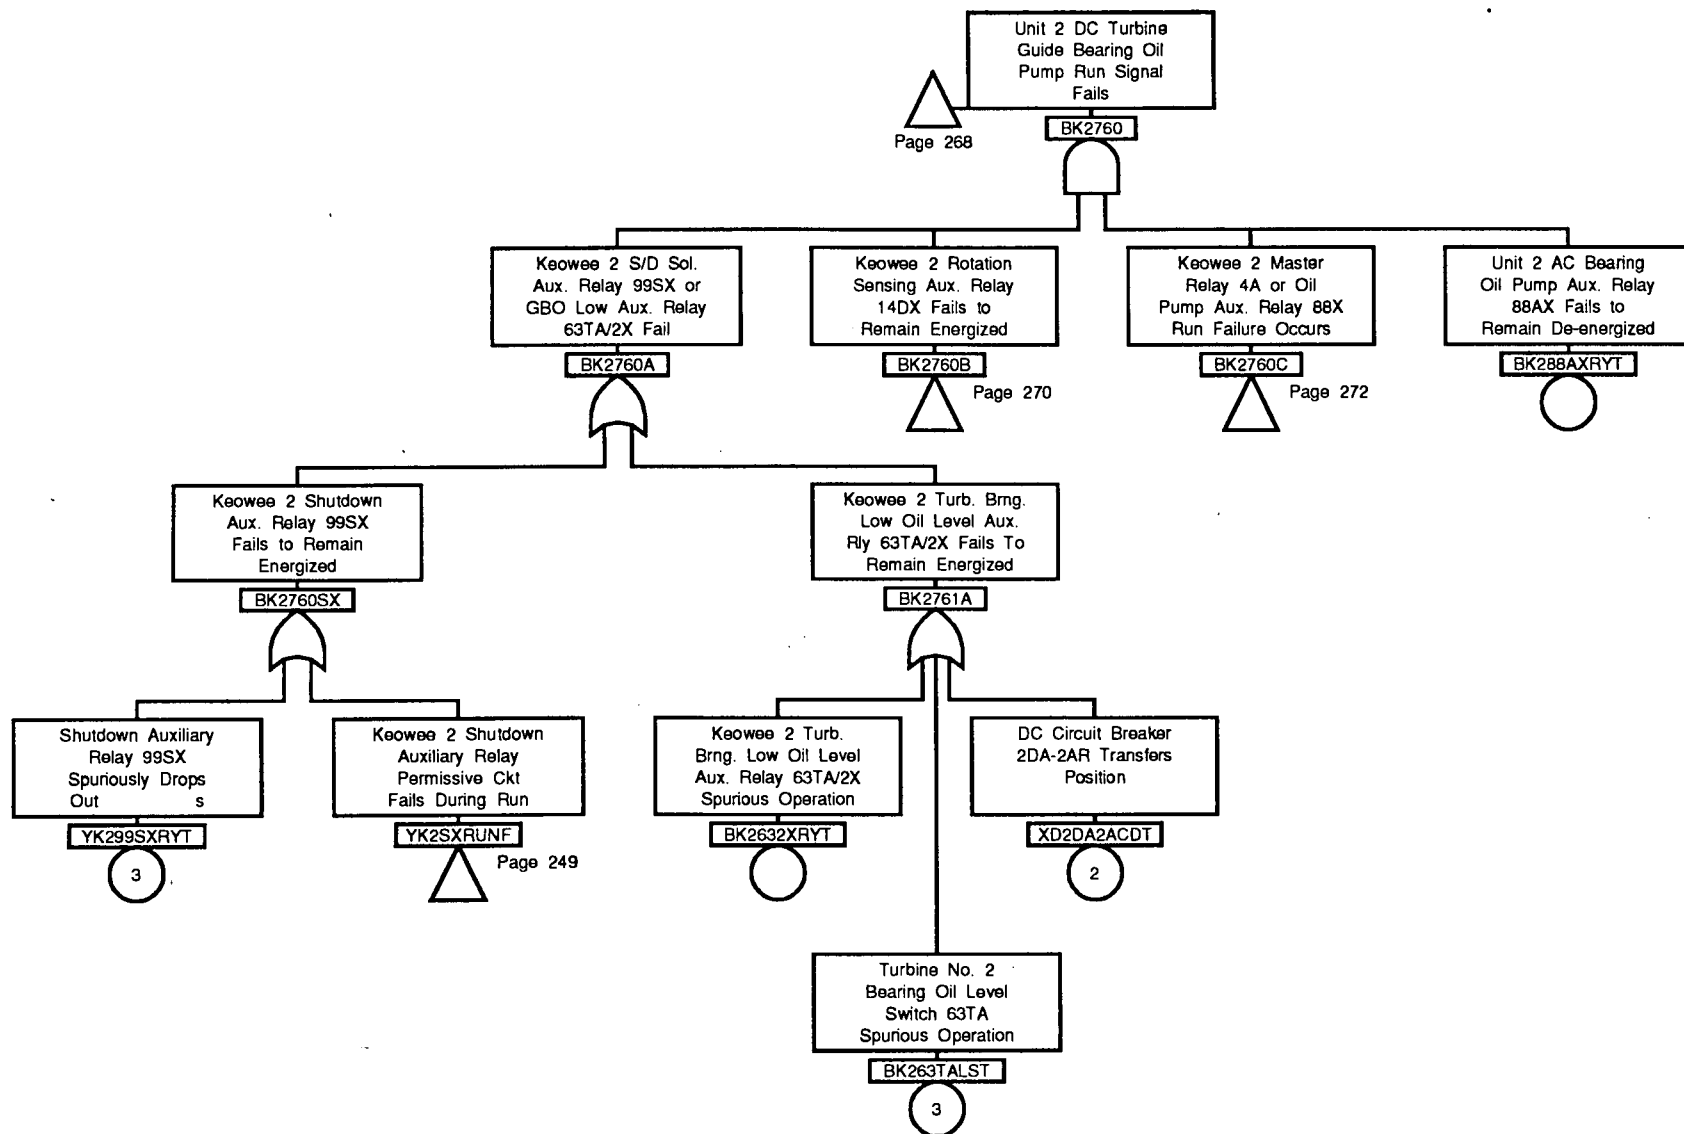 Unit 2 DC Turbine
Guide Bearing Oil
Pump Run Signal
Fails
Page 268
BK2760
Keowee 2 S/D Sol.
Aux. Relay 99SX or
GBO Low Aux. Relay
63TA/2X Fail
BK2760A
Keowee 2 Rotation
Sensing Aux. Relay
14DX Fails to
Remain Energized
BK2760B
Page 270
Keowee 2 Master
Relay 4A or Oil
Pump Aux. Relay 88X
Run Failure Occurs
BK2760C
Page 272
Unit 2 AC Bearing
Oil Pump Aux. Relay
88AX Fails to
Remain De-energized
BK288AXRYT
Keowee 2 Shutdown
Aux. Relay 99SX
Fails to Remain
Energized
BK2760SX
Keowee 2 Turb. Brng.
Low Oil Level Aux.
Rly 63TA/2X Fails To
Remain Energized
BK2761A
Shutdown Auxiliary
Relay 99SX
Spuriously Drops
Out s
YK299SXRYT
3
Keowee 2 Shutdown
Auxiliary Relay
Permissive Ckt
Fails During Run
YK2SXRUNF
Page 249
Keowee 2 Turb.
Brng. Low Oil Level
Aux. Relay 63TA/2X
Spurious Operation
BK2632XRYT
DC Circuit Breaker
2DA-2AR Transfers
Position
XD2DA2ACDT
2
Turbine No. 2
Bearing Oil Level
Switch 63TA
Spurious Operation
BK263TALST
3